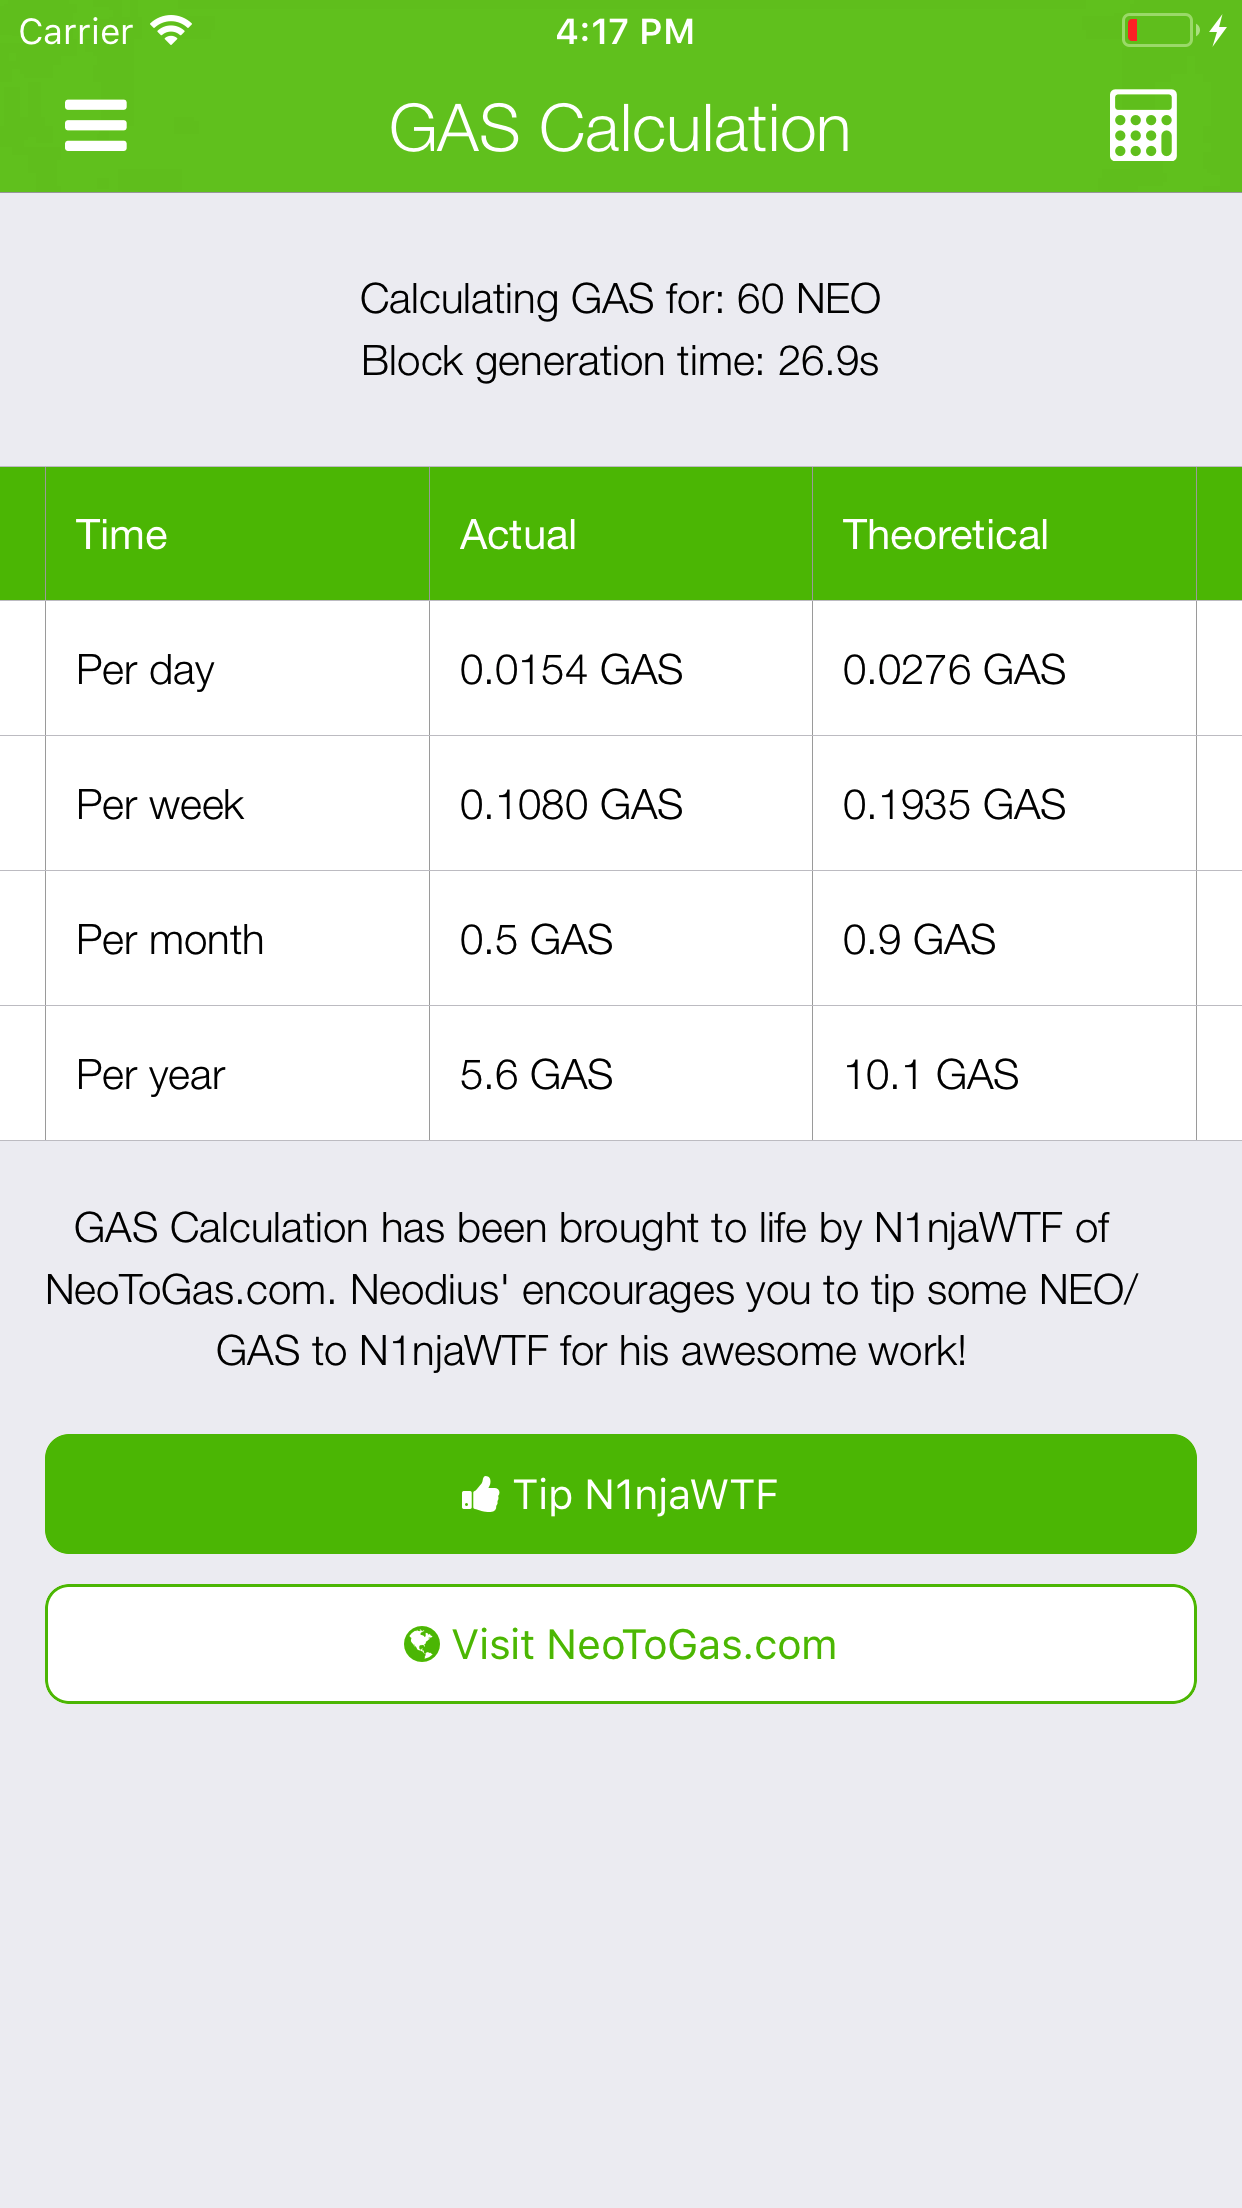 Carrier 4:17 PM
GAS Calculation
Calculating GAS for: 60 NEO
Block generation time: 26.9s
Time Actual Theoretical
Per day 0.0154 GAS 0.0276 GAS
Per week 0.1080 GAS 0.1935 GAS
Per month 0.5 GAS 0.9 GAS
Per year 5.6 GAS 10.1 GAS
GAS Calculation has been brought to life by N1njaWTF of
NeoToGas.com. Neodius' encourages you to tip some NEO/
GAS to N1njaWTF for his awesome work!
Tip N1njaWTF
Visit NeoToGas.com